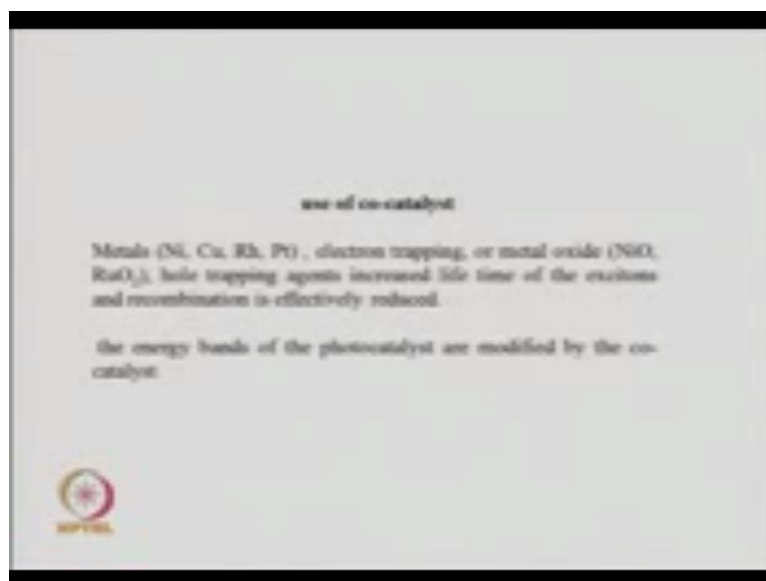 use of co-catalyst
Metals (Ni, Cu, Rh, Pt) , electron trapping, or metal oxide (NiO,
RuO2), hole trapping agents increased life time of the excitons
and recombination is effectively reduced.
the energy bands of the photocatalyst are modified by the co-
catalyst
NPTEL